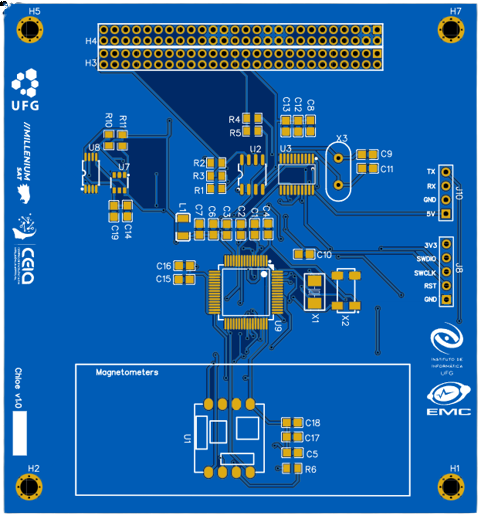 H5
H7
H4
H3
UFG
//MILLENIUM
CEIA
R10
R11
U8
U7
C19
C14
R4
R5
C13
C12
C8
X3
U2
U3
R2
R3
R1
C9
C11
TX
RX
GND
5V
J10
L1
C7
C6
C3
C2
C1
C4
3V3
SWDIO
SWCLK
RST
GND
J8
C10
C16
C15
U9
X1
X2
INSTITUTO DE
INFORMÁTICA
UFG
EMC
Chloe v1.0
Magnetometers
U1
C18
C17
C5
R6
H2
H1